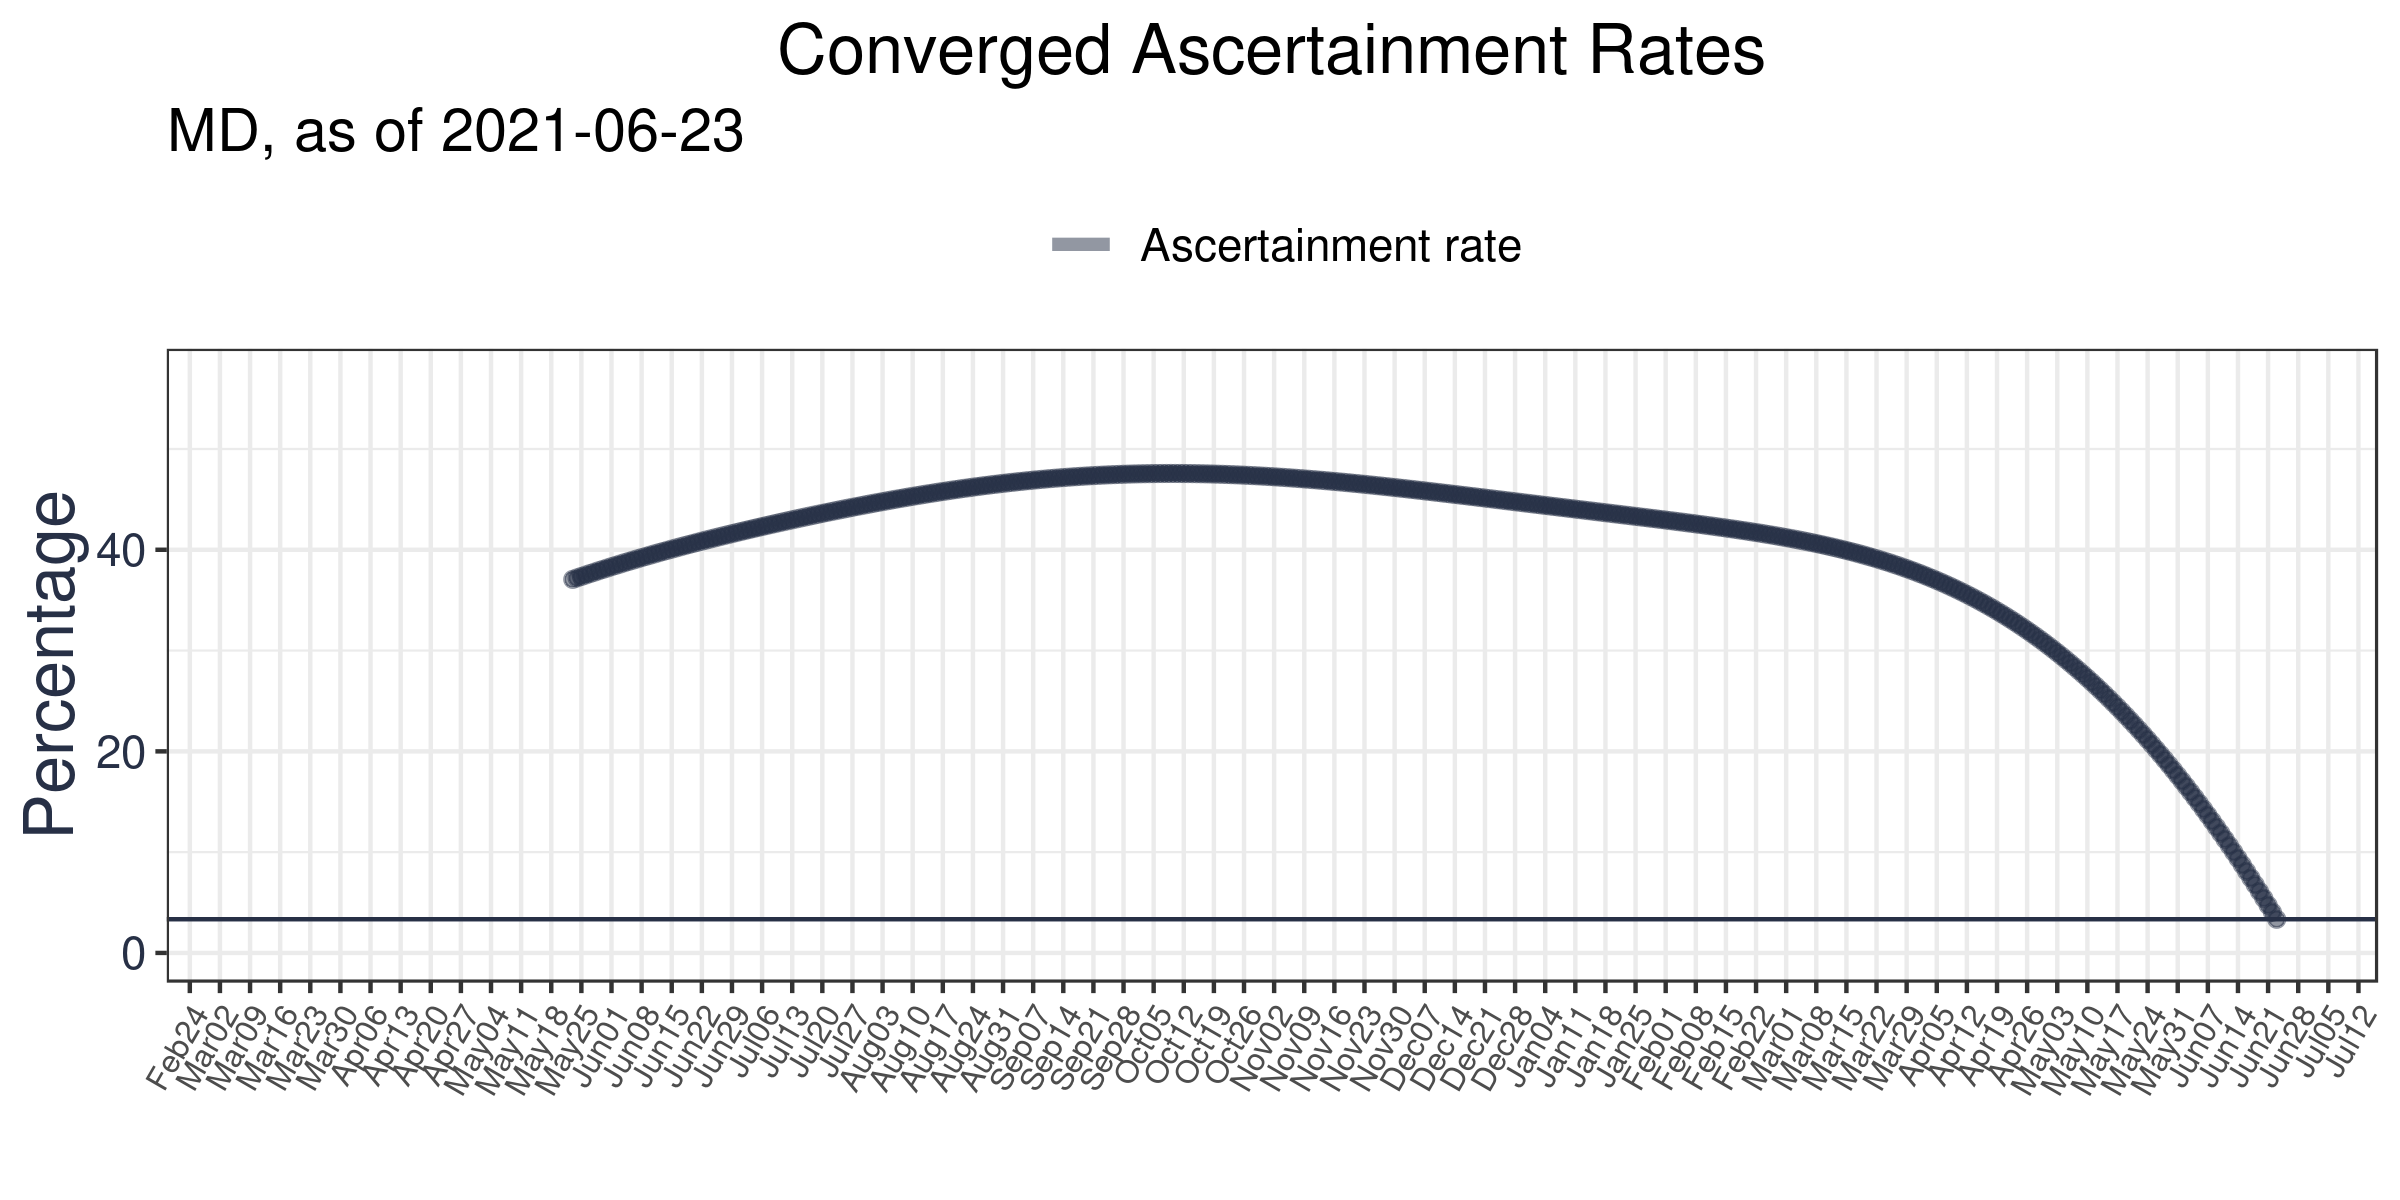 Converged Ascertainment Rates
MD, as of 2021-06-23
Ascertainment rate
Percentage
40
20
0
Feb24
Mar02
Mar09
Mar16
Mar23
Mar30
Apr06
Apr13
Apr20
Apr27
May04
May11
May18
May25
Jun01
Jun08
Jun15
Jun22
Jun29
Jul06
Jul13
Jul20
Jul27
Aug03
Aug10
Aug17
Aug24
Aug31
Sep07
Sep14
Sep21
Sep28
Oct05
Oct12
Oct19
Oct26
Nov02
Nov09
Nov16
Nov23
Nov30
Dec07
Dec14
Dec21
Dec28
Jan04
Jan11
Jan18
Jan25
Feb01
Feb08
Feb15
Feb22
Mar01
Mar08
Mar15
Mar22
Mar29
Apr05
Apr12
Apr19
Apr26
May03
May10
May17
May24
May31
May07
Jun14
Jun21
Jun28
Jul05
Jul12